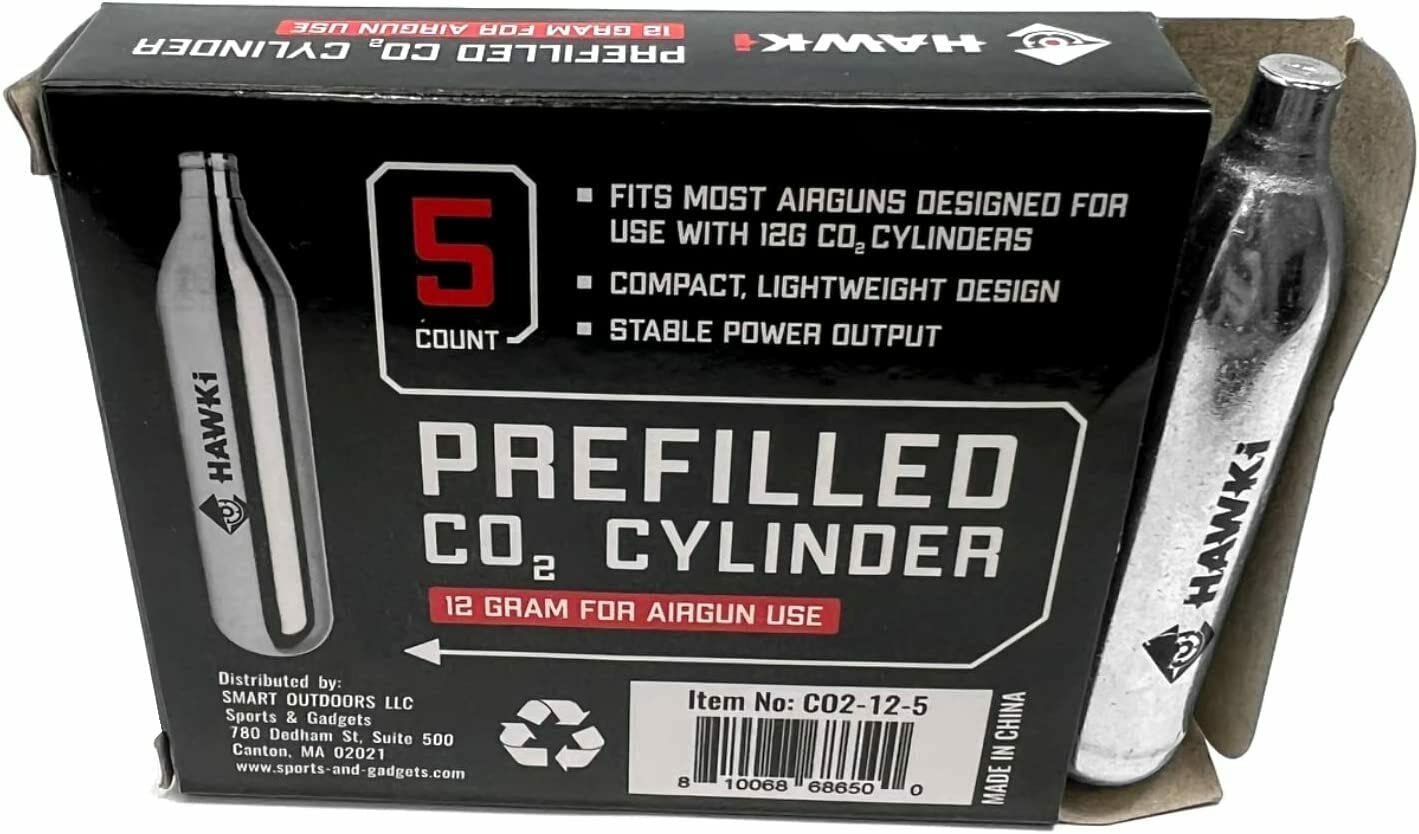 HAWKi
PREFILLED CO₂ CYLINDER
12 GRAM FOR AIRGUN USE
5
COUNT
▪ FITS MOST AIRGUNS DESIGNED FOR
USE WITH 12G CO₂ CYLINDERS
▪ COMPACT, LIGHTWEIGHT DESIGN
▪ STABLE POWER OUTPUT
HAWKi
PREFILLED
CO₂ CYLINDER
12 GRAM FOR AIRGUN USE
HAWKi
Distributed by:
SMART OUTDOORS LLC
Sports & Gadgets
780 Dedham St, Suite 500
Canton, MA 02021
www.sports-and-gadgets.com
Item No: CO2-12-5
8 10068 68650 0
MADE IN CHINA